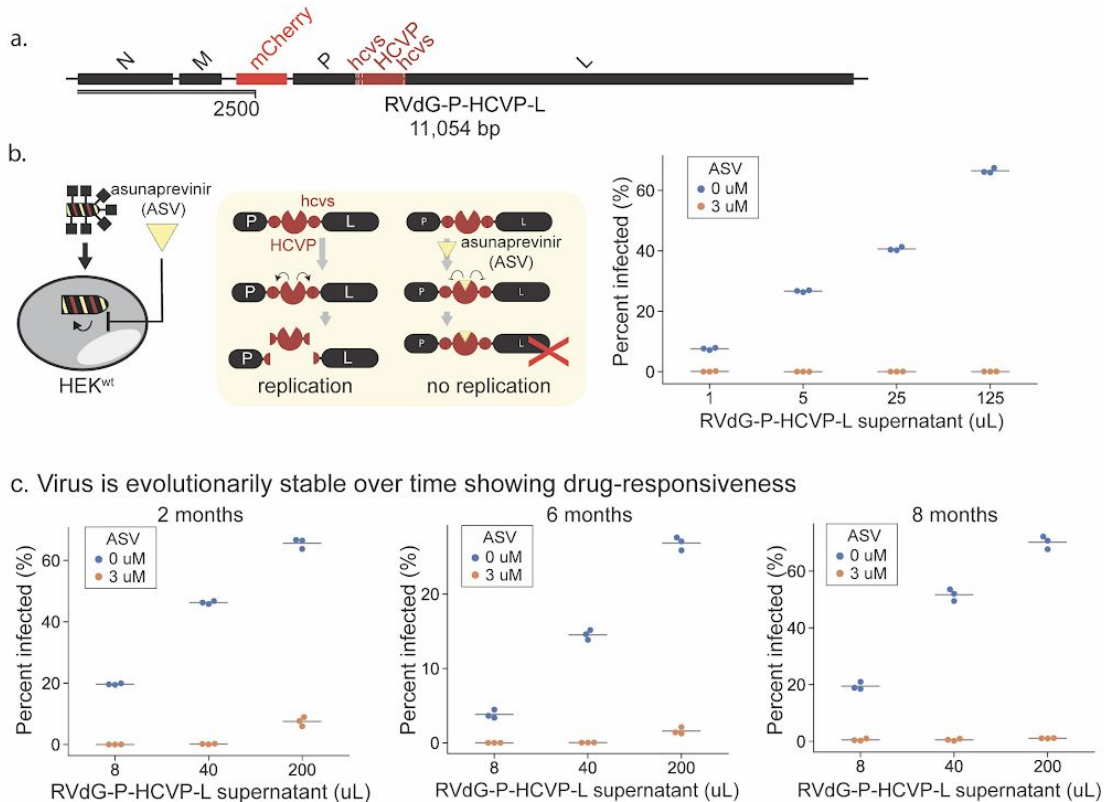 a.
N M mCherry P hcvs HCVP hcvs L
2500
RVdG-P-HCVP-L
11,054 bp
b.
asunaprevinir
(ASV)
HEKwt
hcvs
P L P L
HCVP
asunaprevinir
(ASV)
P L P L
P L P L
replication no replication
Percent infected (%)
ASV
0 uM
3 uM
60
40
20
0
1 5 25 125
RVdG-P-HCVP-L supernatant (uL)
c. Virus is evolutionarily stable over time showing drug-responsiveness
2 months
Percent infected (%)
ASV
0 uM
3 uM
60
40
20
0
8 40 200
RVdG-P-HCVP-L supernatant (uL)
6 months
Percent infected (%)
ASV
0 uM
3 uM
20
10
0
8 40 200
RVdG-P-HCVP-L supernatant (uL)
8 months
Percent infected (%)
ASV
0 uM
3 uM
60
40
20
0
8 40 200
RVdG-P-HCVP-L supernatant (uL)